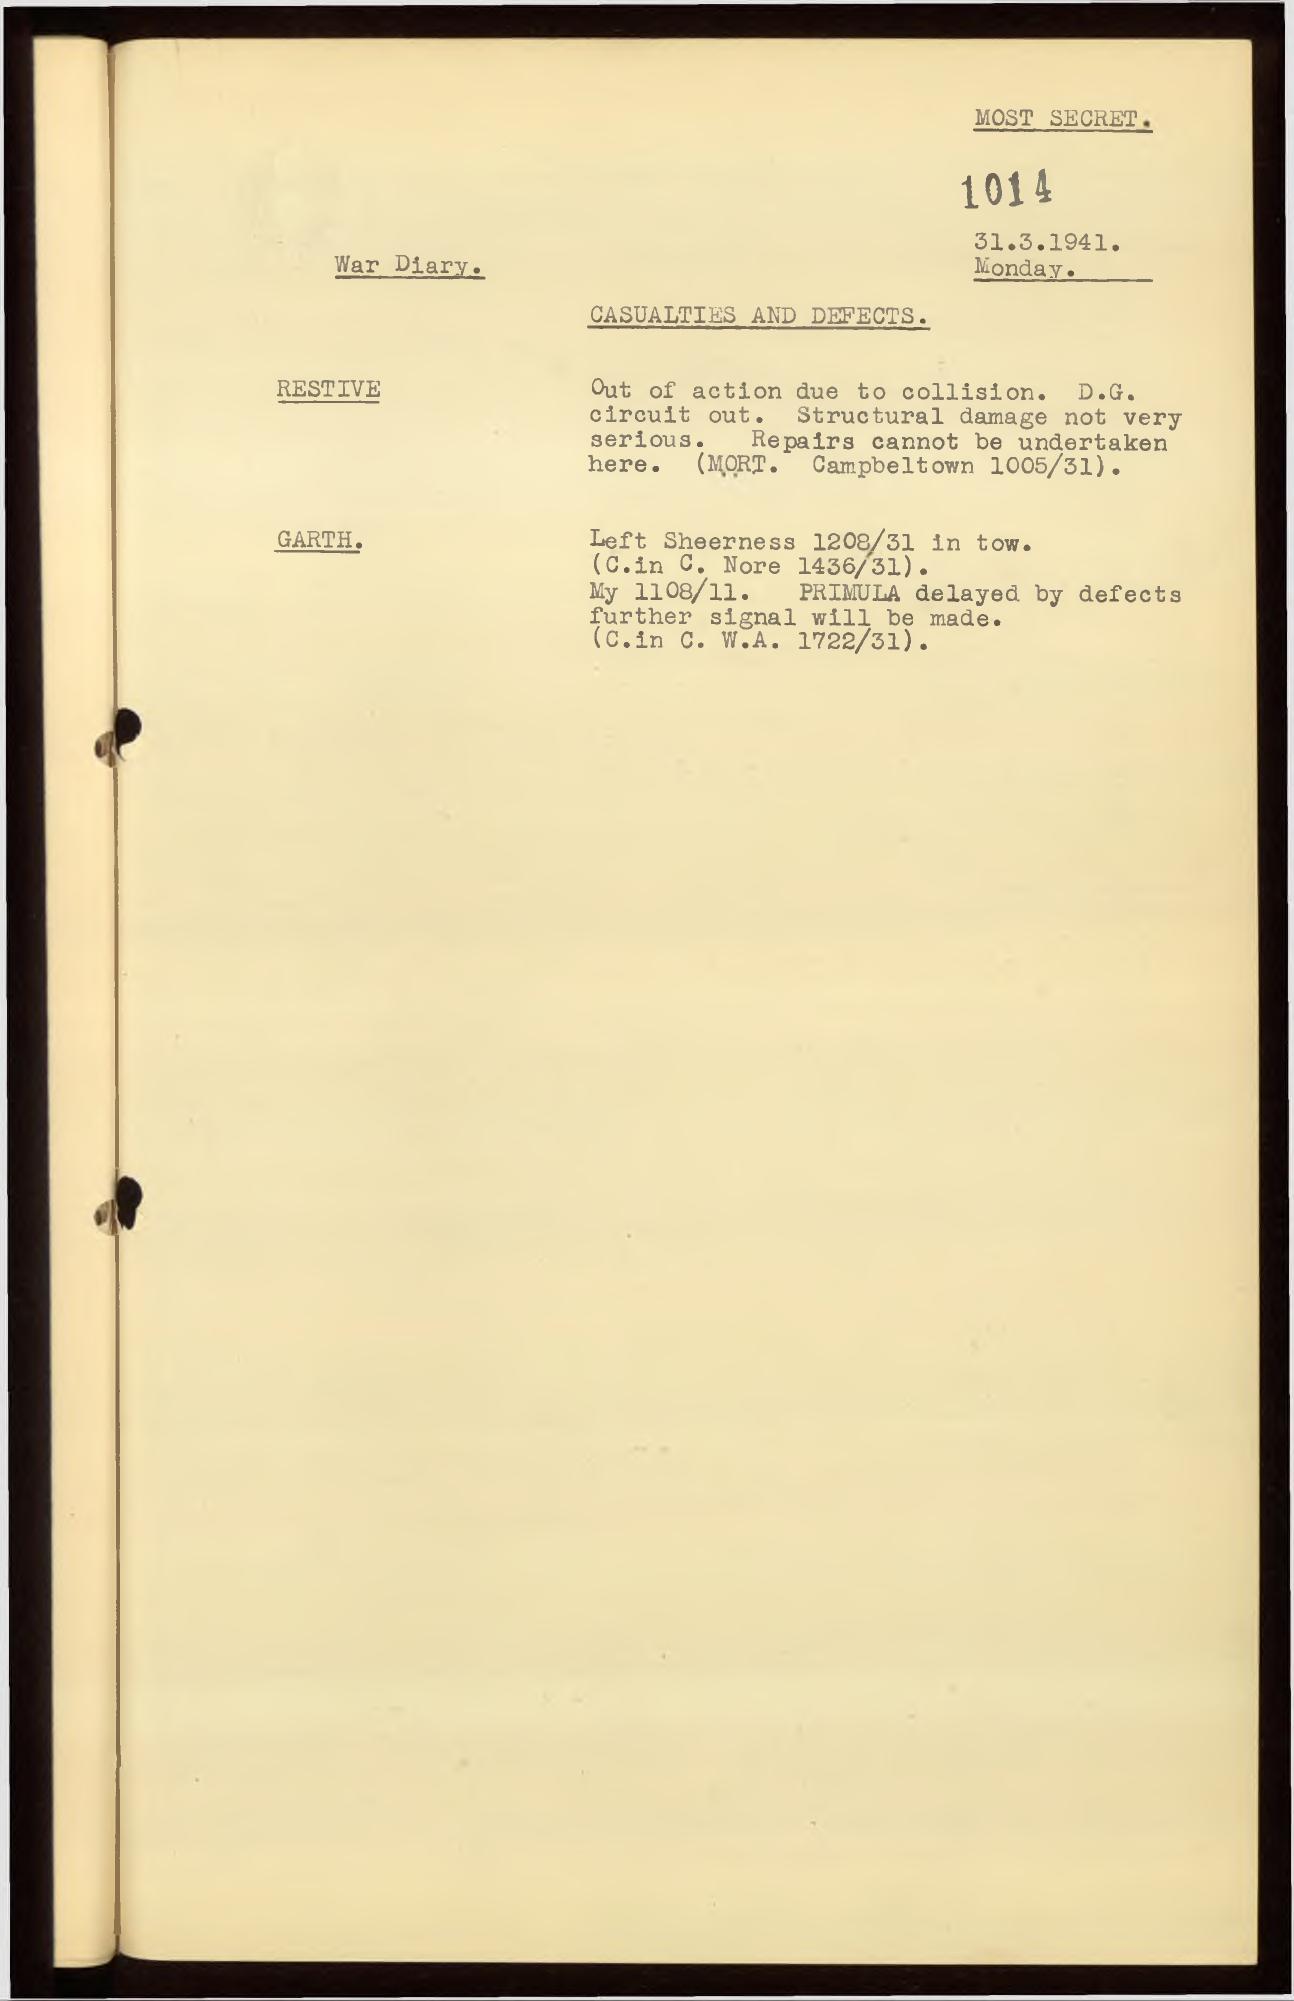 MOST SECRET.
1014
31.3.1941.
War Diary.
Monday.
CASUALTIES AND DEFECTS.
RESTIVE
Out of action due to collision. D.G.
circuit out. Structural damage not very
serious. Repairs cannot be undertaken
here. (MORT. Campbeltown 1005/31).
GARTH.
Left Sheerness 1208/31 in tow.
(C.in C. Nore 1436/31).
My 1108/11. PRIMULA delayed by defects
further signal will be made.
(C.in C. W.A. 1722/31).